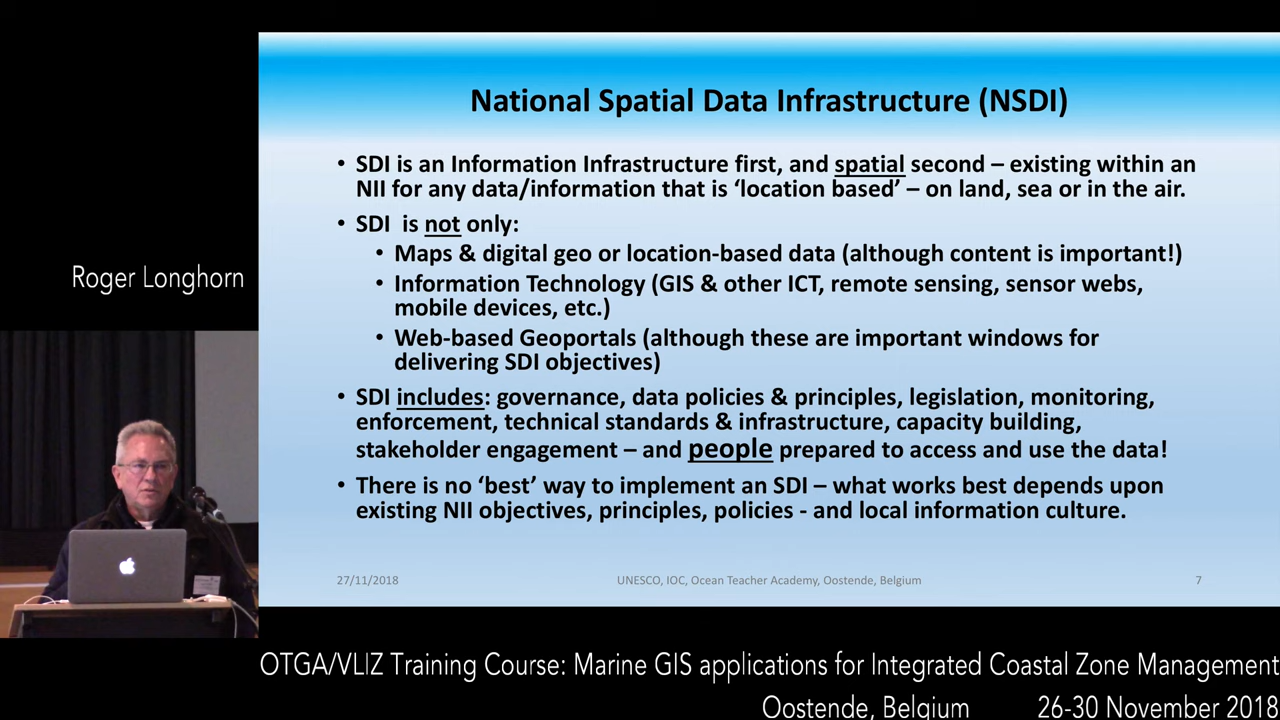 National Spatial Data Infrastructure (NSDI)
• SDI is an Information Infrastructure first, and spatial second – existing within an
NII for any data/information that is ‘location based’ – on land, sea or in the air.
• SDI is not only:
• Maps & digital geo or location-based data (although content is important!)
• Information Technology (GIS & other ICT, remote sensing, sensor webs,
mobile devices, etc.)
• Web-based Geoportals (although these are important windows for
delivering SDI objectives)
• SDI includes: governance, data policies & principles, legislation, monitoring,
enforcement, technical standards & infrastructure, capacity building,
stakeholder engagement – and people prepared to access and use the data!
• There is no ‘best’ way to implement an SDI – what works best depends upon
existing NII objectives, principles, policies - and local information culture.
27/11/2018
UNESCO, IOC, Ocean Teacher Academy, Oostende, Belgium
7
Roger Longhorn
OTGA/VLIZ Training Course: Marine GIS applications for Integrated Coastal Zone Management
Oostende, Belgium 26-30 November 2018